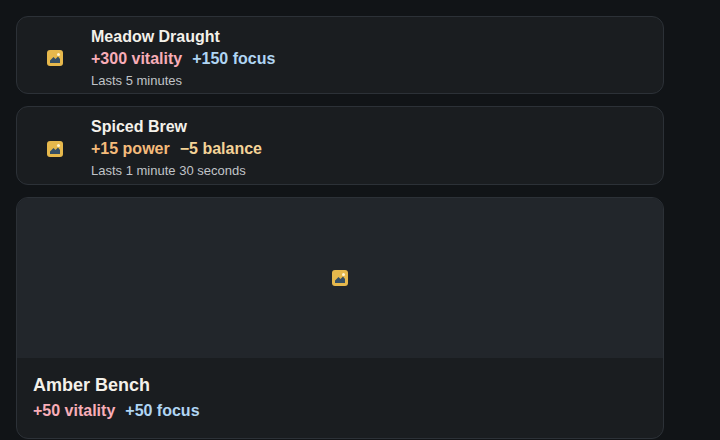 Meadow Draught
+300 vitality +150 focus
Lasts 5 minutes
Spiced Brew
+15 power −5 balance
Lasts 1 minute 30 seconds
Amber Bench
+50 vitality +50 focus